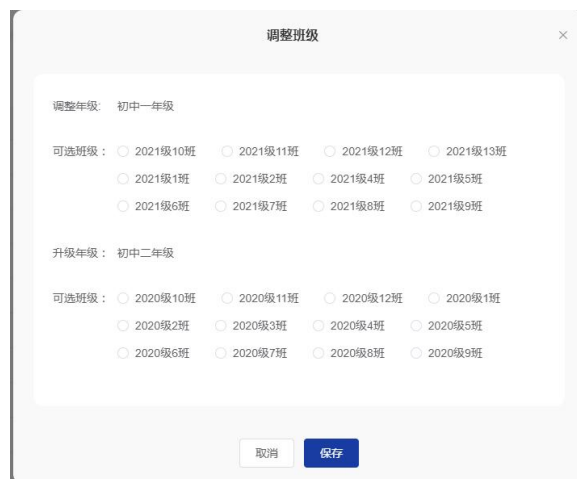 调整班级
调整年级: 初中一年级
可选班级： 2021级10班 2021级11班 2021级12班 2021级13班
2021级1班 2021级2班 2021级4班 2021级5班
2021级6班 2021级7班 2021级8班 2021级9班
升级年级： 初中二年级
可选班级： 2020级10班 2020级11班 2020级12班 2020级1班
2020级2班 2020级3班 2020级4班 2020级5班
2020级6班 2020级7班 2020级8班 2020级9班
取消 保存